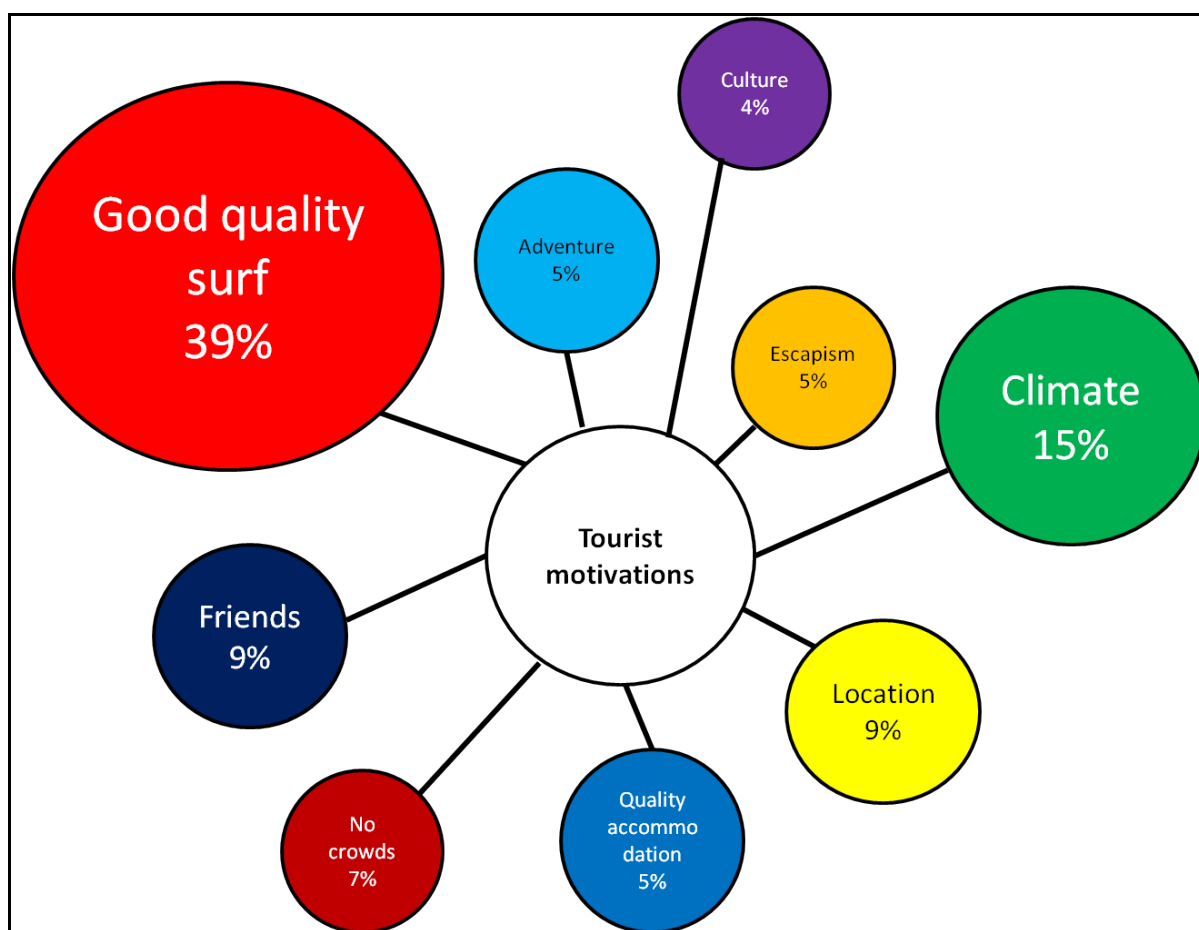 Culture
4%
Good quality
surf
39%
Adventure
5%
Escapism
5%
Climate
15%
Tourist
motivations
Friends
9%
Location
9%
No
crowds
7%
Quality
accommo
dation
5%